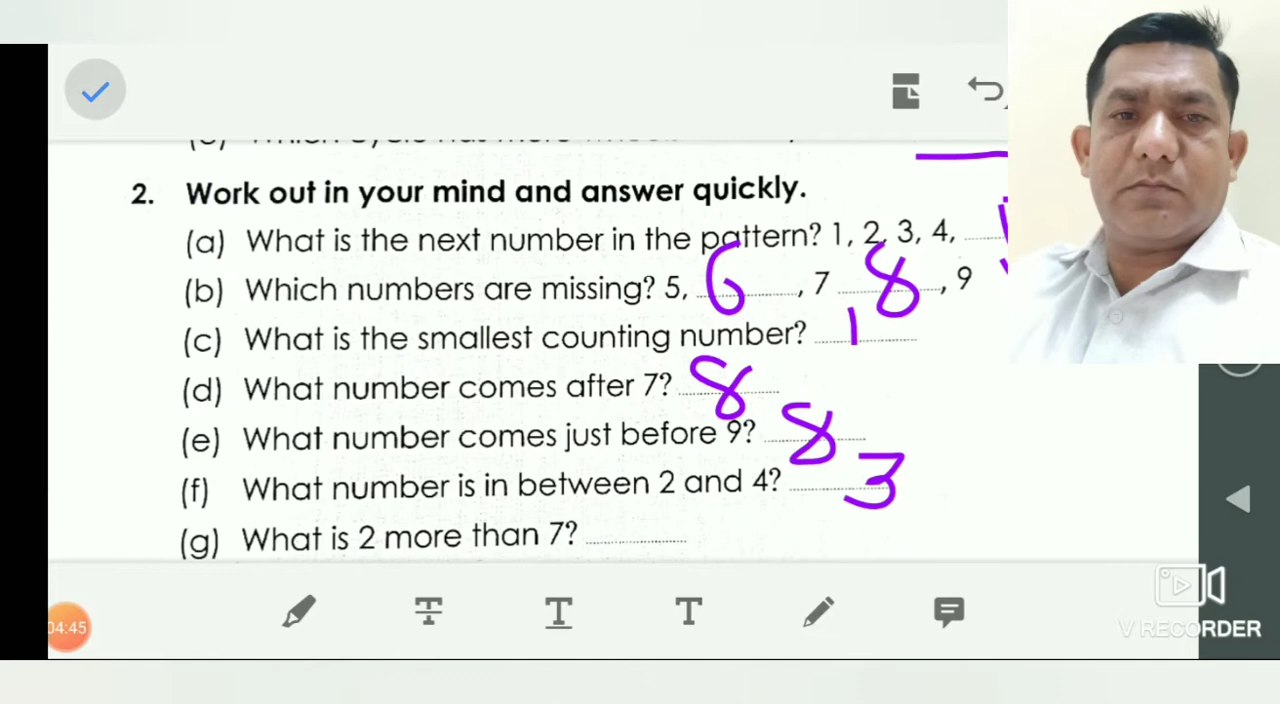 2. Work out in your mind and answer quickly.
(a) What is the next number in the pattern? 1, 2, 3, 4, ........
(b) Which numbers are missing? 5, 6, 7 8, 9
(c) What is the smallest counting number? 1
(d) What number comes after 7? 8
(e) What number comes just before 9? 8
(f) What number is in between 2 and 4? 3
(g) What is 2 more than 7? ........
T T T
04:45
V RECORDER